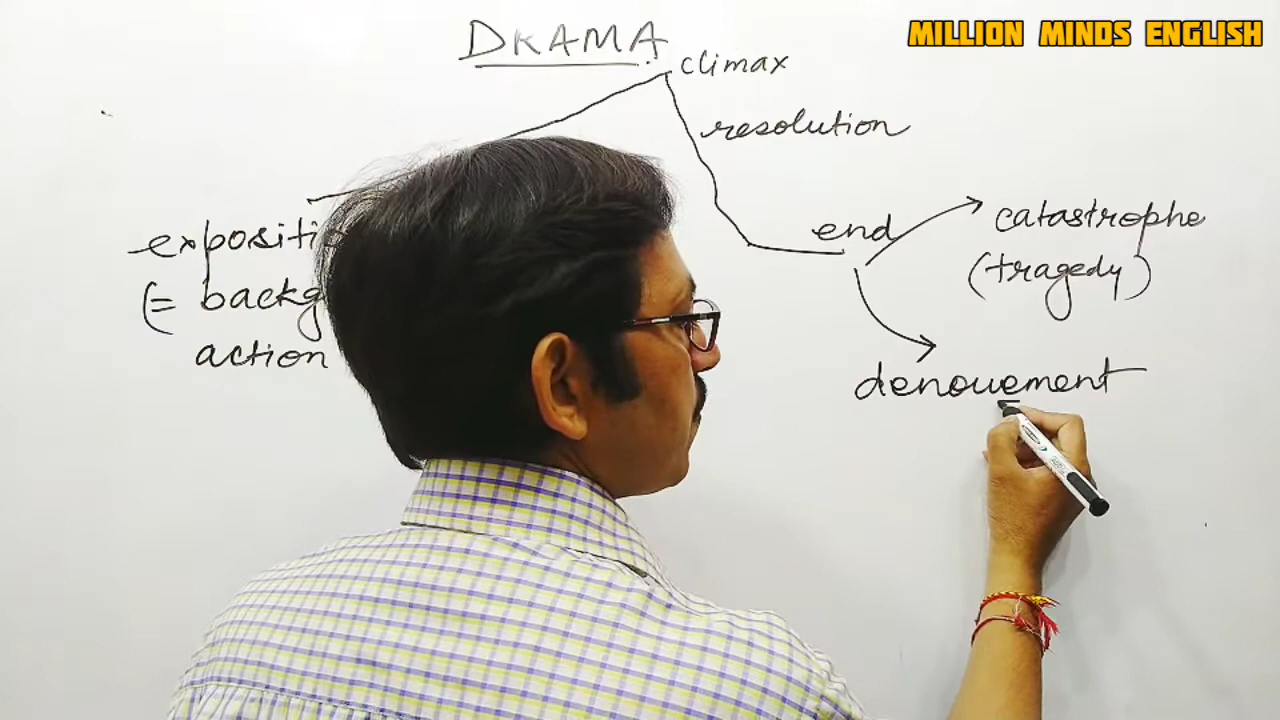 DRAMA
MILLION MINDS ENGLISH
climax
resolution
end
catastrophe
(tragedy)
denouement
(=
action